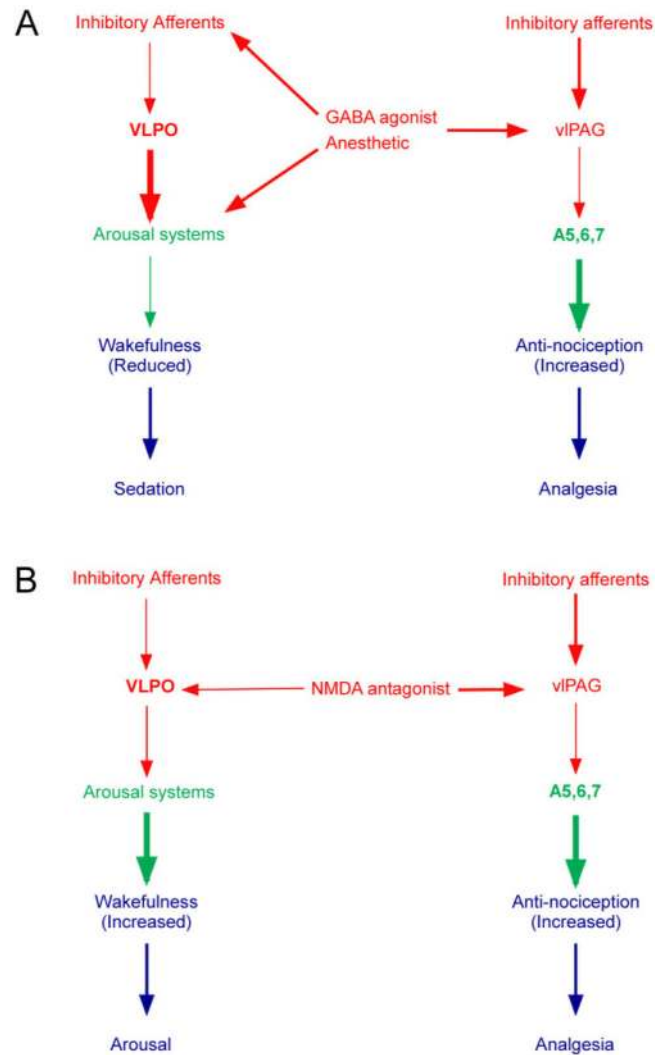 A
Inhibitory Afferents
Inhibitory afferents
GABA agonist
Anesthetic
VLPO
vlPAG
Arousal systems
A5,6,7
Wakefulness
(Reduced)
Anti-nociception
(Increased)
Sedation
Analgesia
B
Inhibitory Afferents
Inhibitory afferents
VLPO
NMDA antagonist
vlPAG
Arousal systems
A5,6,7
Wakefulness
(Increased)
Anti-nociception
(Increased)
Arousal
Analgesia